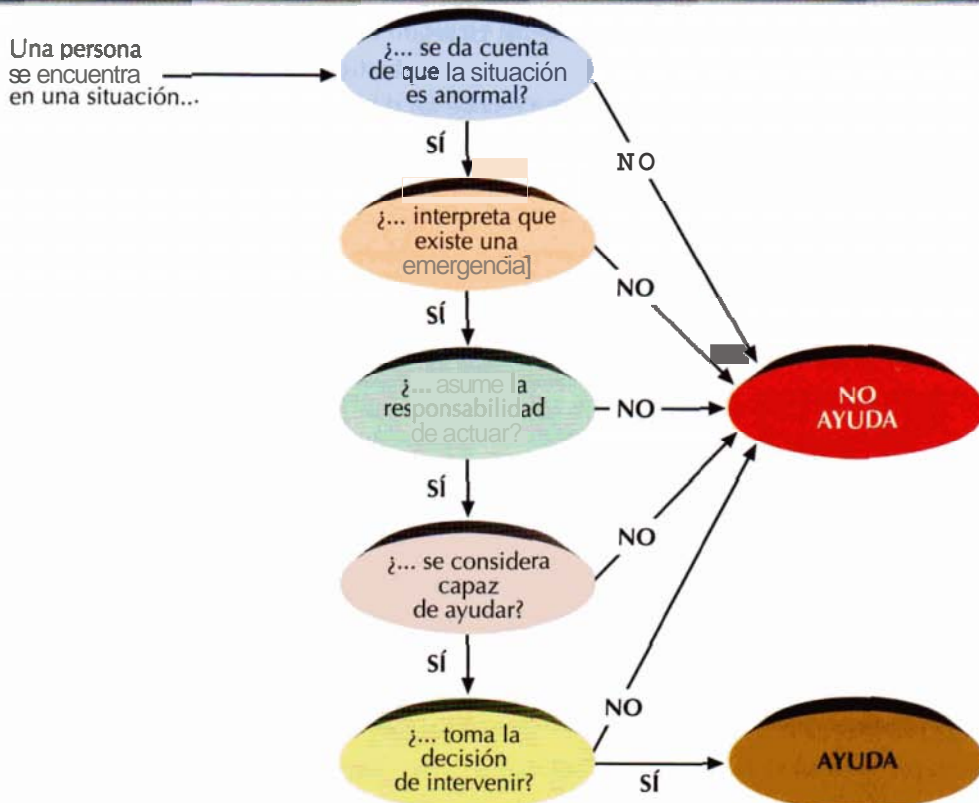 Una persona
se encuentra
en una situación...
¿... se da cuenta
de que la situación
es anormal?
SÍ
NO
¿... interpreta que
existe una
emergencia]
NO
SÍ
¿... asume la
responsabilidad
de actuar?
NO
NO
AYUDA
SÍ
¿... se considera
capaz
de ayudar?
NO
SÍ
¿... toma la
decisión
de intervenir?
NO
SÍ
AYUDA